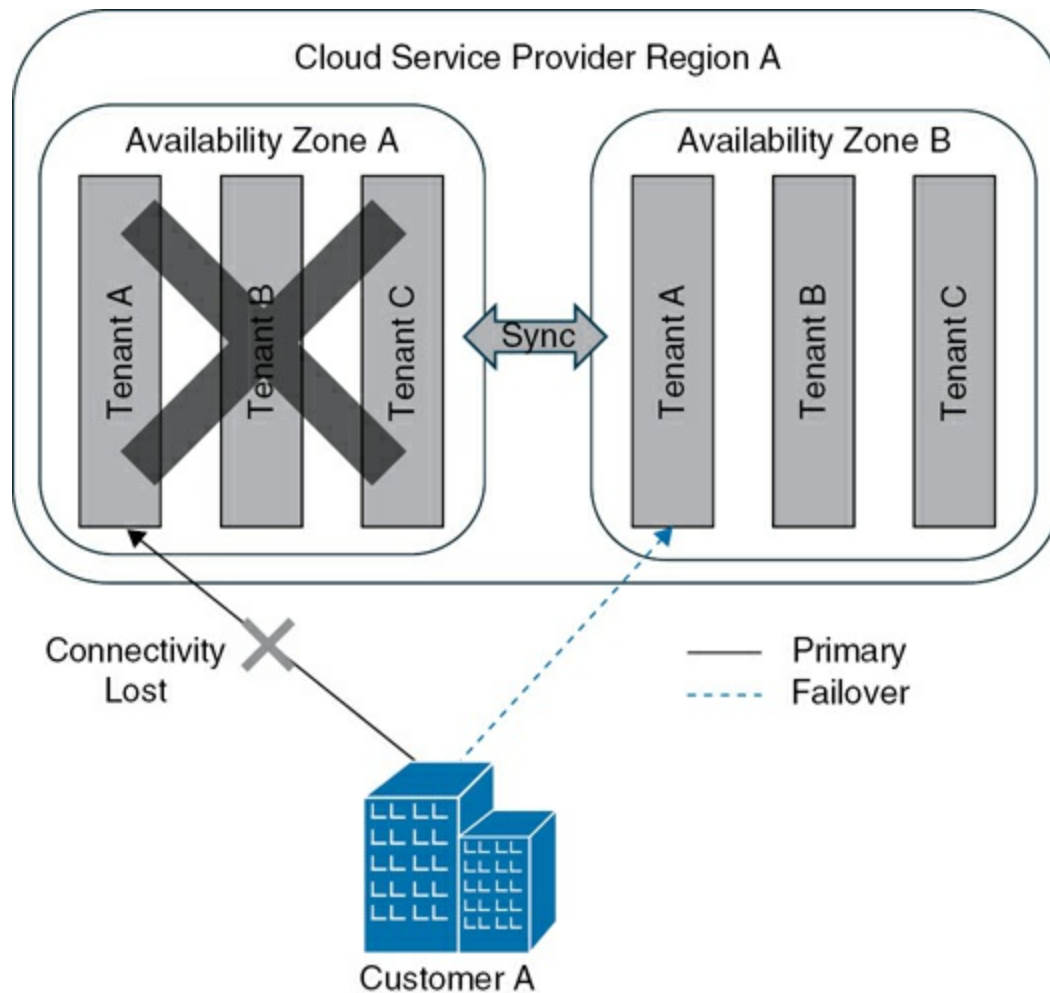 Cloud Service Provider Region A
Availability Zone A
Availability Zone B
Tenant A
Tenant B
Tenant C
Sync
Tenant A
Tenant B
Tenant C
Connectivity
Lost
Primary
Failover
Customer A